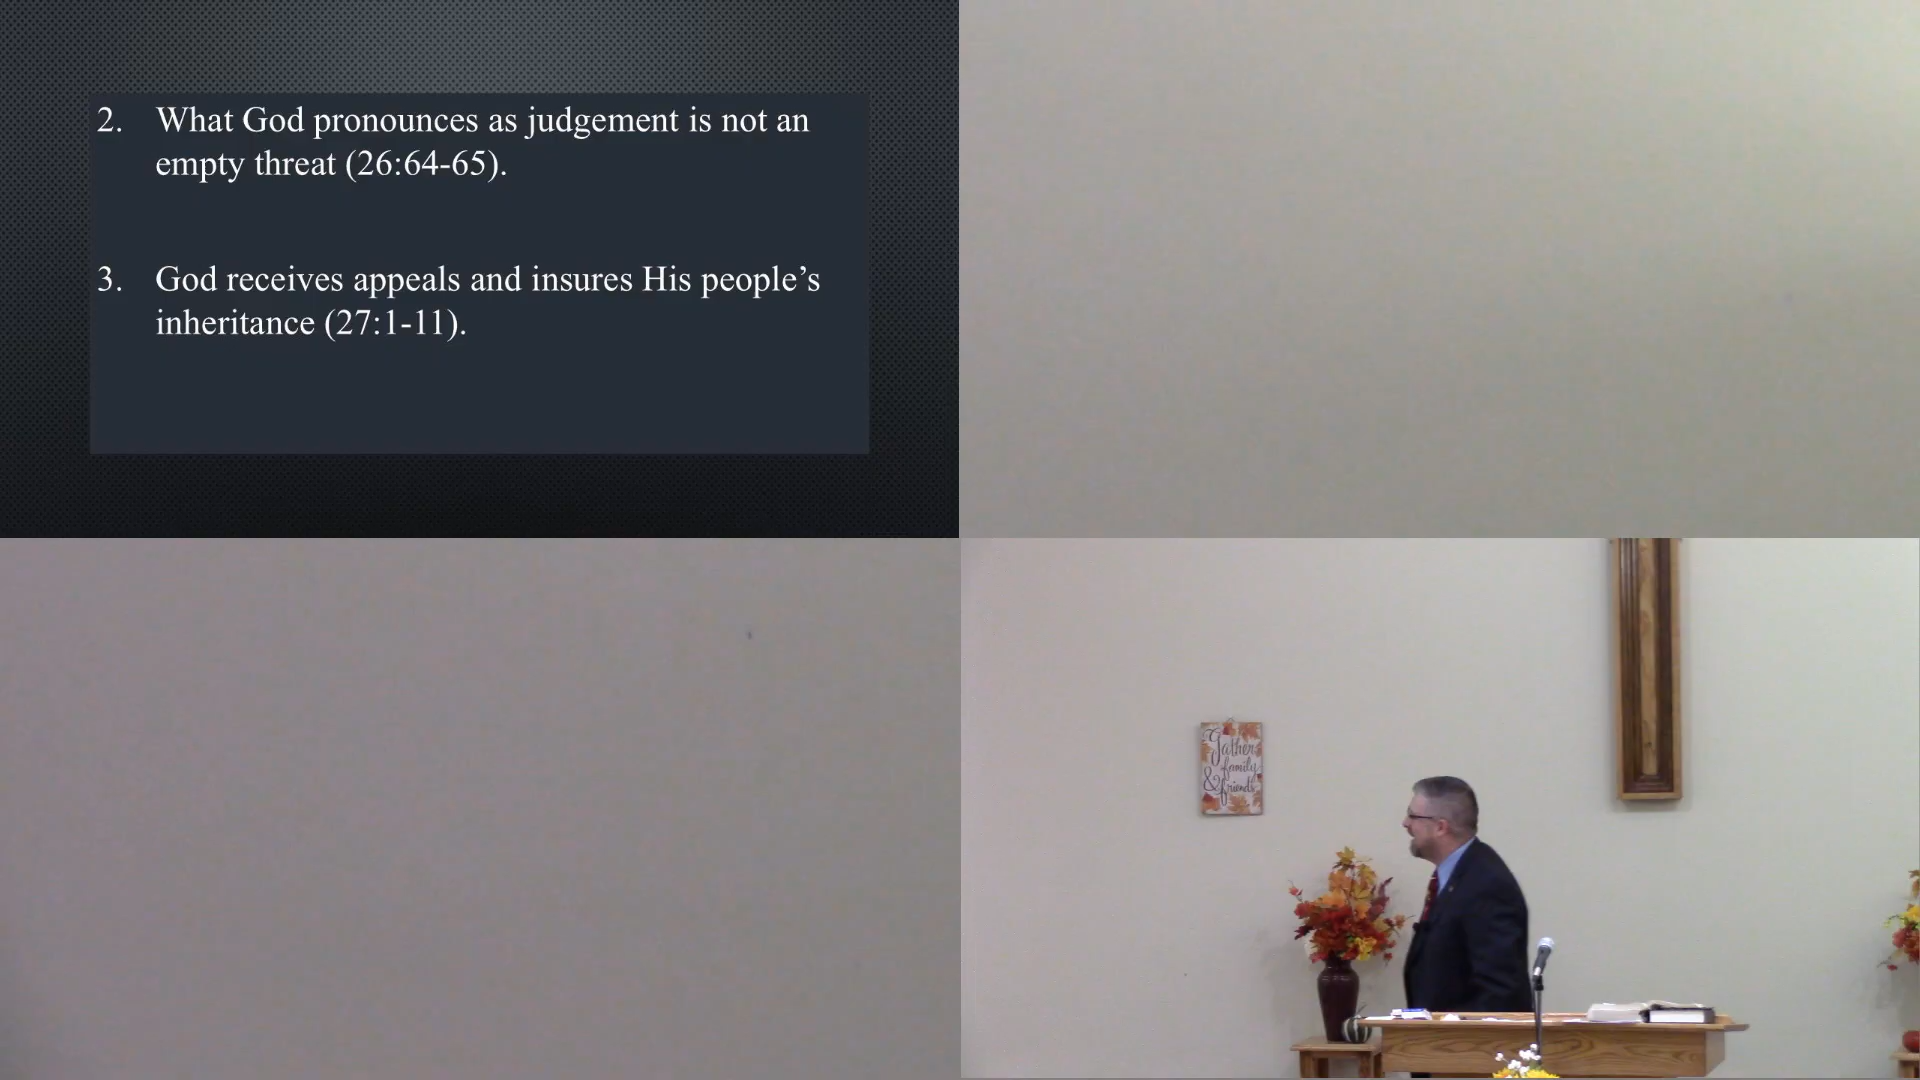 2. What God pronounces as judgement is not an
empty threat (26:64-65).
3. God receives appeals and insures His people’s
inheritance (27:1-11).
Gather
family
& friends